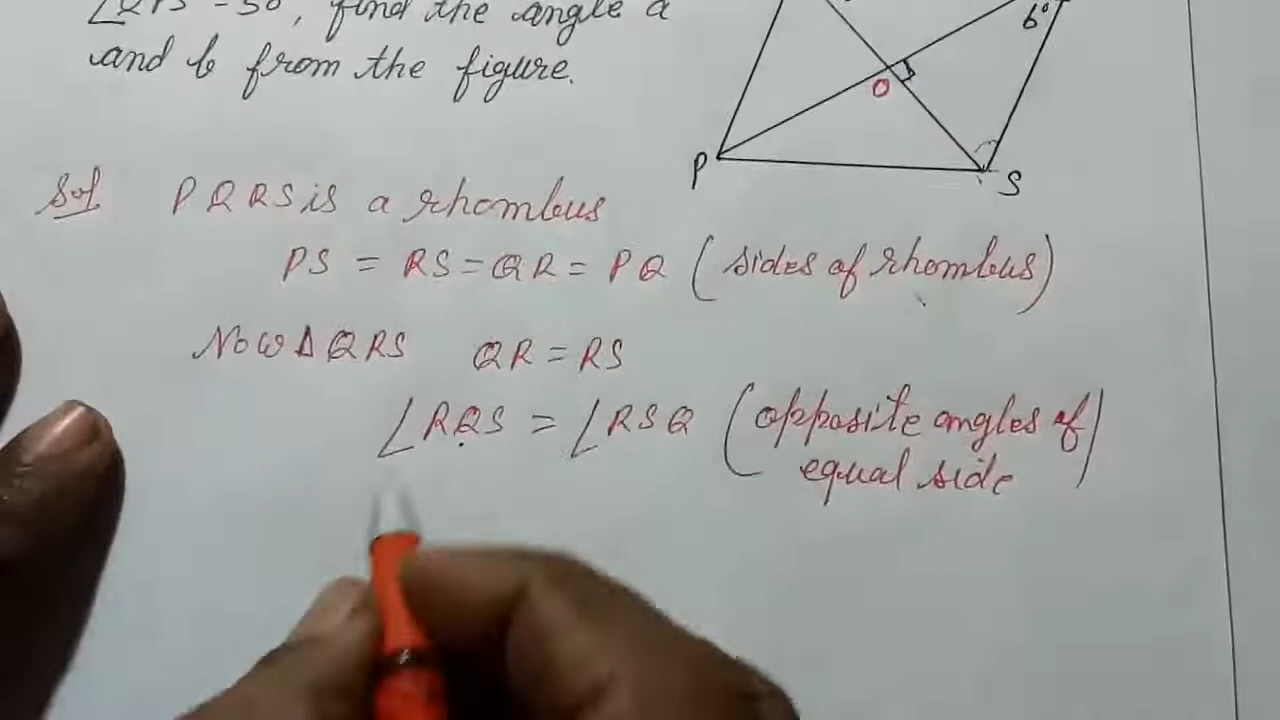 find the angle a
and b from the figure.
b°
O
P
S
Sol PQRS is a rhombus
PS = RS = QR = PQ (sides of rhombus)
Now Δ QRS QR = RS
∠RQS = ∠RSQ (opposite angles of
equal side)